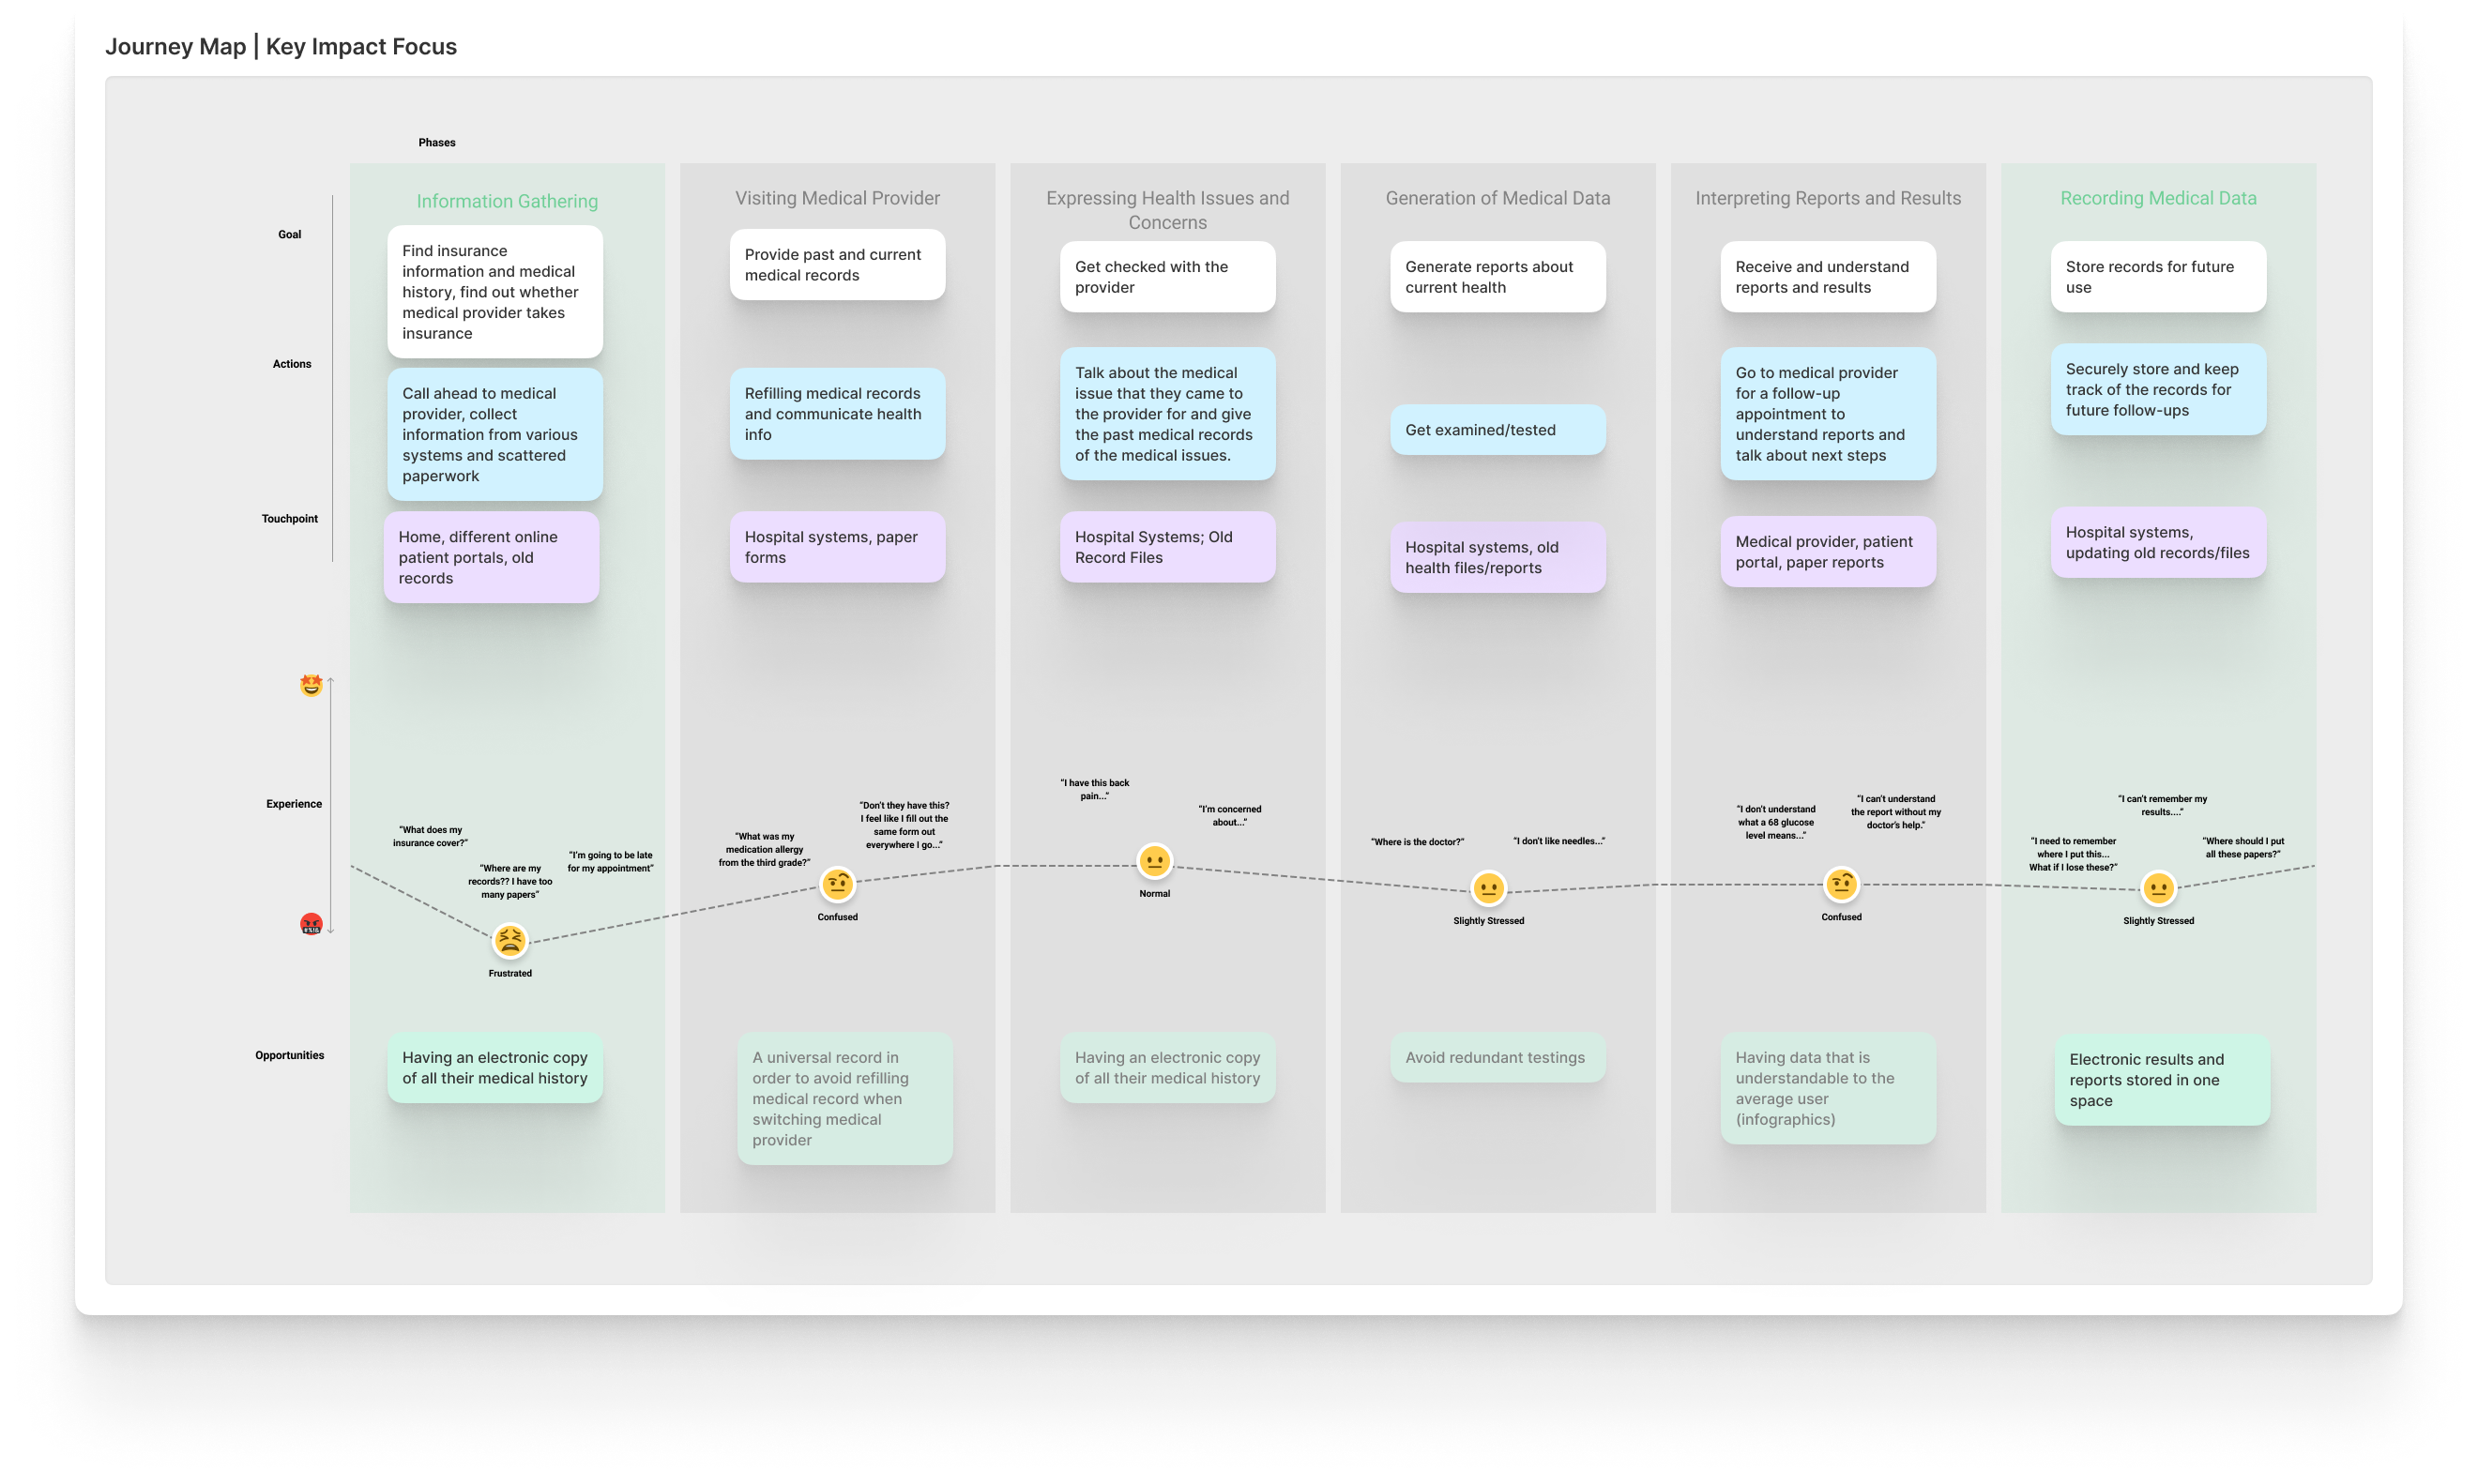 Journey Map | Key Impact Focus
Phases
Goal
Actions
Touchpoint
Experience
Opportunities
Information Gathering
Find insurance
information and medical
history, find out whether
medical provider takes
insurance
Call ahead to medical
provider, collect
information from various
systems and scattered
paperwork
Home, different online
patient portals, old
records
“What does my
insurance cover?”
“Where are my
records?? I have too
many papers”
“I’m going to be late
for my appointment”
Frustrated
Having an electronic copy
of all their medical history
Visiting Medical Provider
Provide past and current
medical records
Refilling medical records
and communicate health
info
Hospital systems, paper
forms
“What was my
medication allergy
from the third grade?”
“Don’t they have this?
I feel like I fill out the
same form out
everywhere I go...”
Confused
A universal record in
order to avoid refilling
medical record when
switching medical
provider
Expressing Health Issues and
Concerns
Get checked with the
provider
Talk about the medical
issue that they came to
the provider for and give
the past medical records
of the medical issues.
Hospital Systems; Old
Record Files
“I have this back
pain...”
“I’m concerned
about...”
Normal
Having an electronic copy
of all their medical history
Generation of Medical Data
Generate reports about
current health
Get examined/tested
Hospital systems, old
health files/reports
“Where is the doctor?”
“I don’t like needles...”
Slightly Stressed
Avoid redundant testings
Interpreting Reports and Results
Receive and understand
reports and results
Go to medical provider
for a follow-up
appointment to
understand reports and
talk about next steps
Medical provider, patient
portal, paper reports
“I don’t understand
what a 68 glucose
level means...”
“I can’t understand
the report without my
doctor’s help.”
Confused
Having data that is
understandable to the
average user
(infographics)
Recording Medical Data
Store records for future
use
Securely store and keep
track of the records for
future follow-ups
Hospital systems,
updating old records/files
“I can’t remember my
results....”
“I need to remember
where I put this...
What if I lose these?”
“Where should I put
all these papers?”
Slightly Stressed
Electronic results and
reports stored in one
space